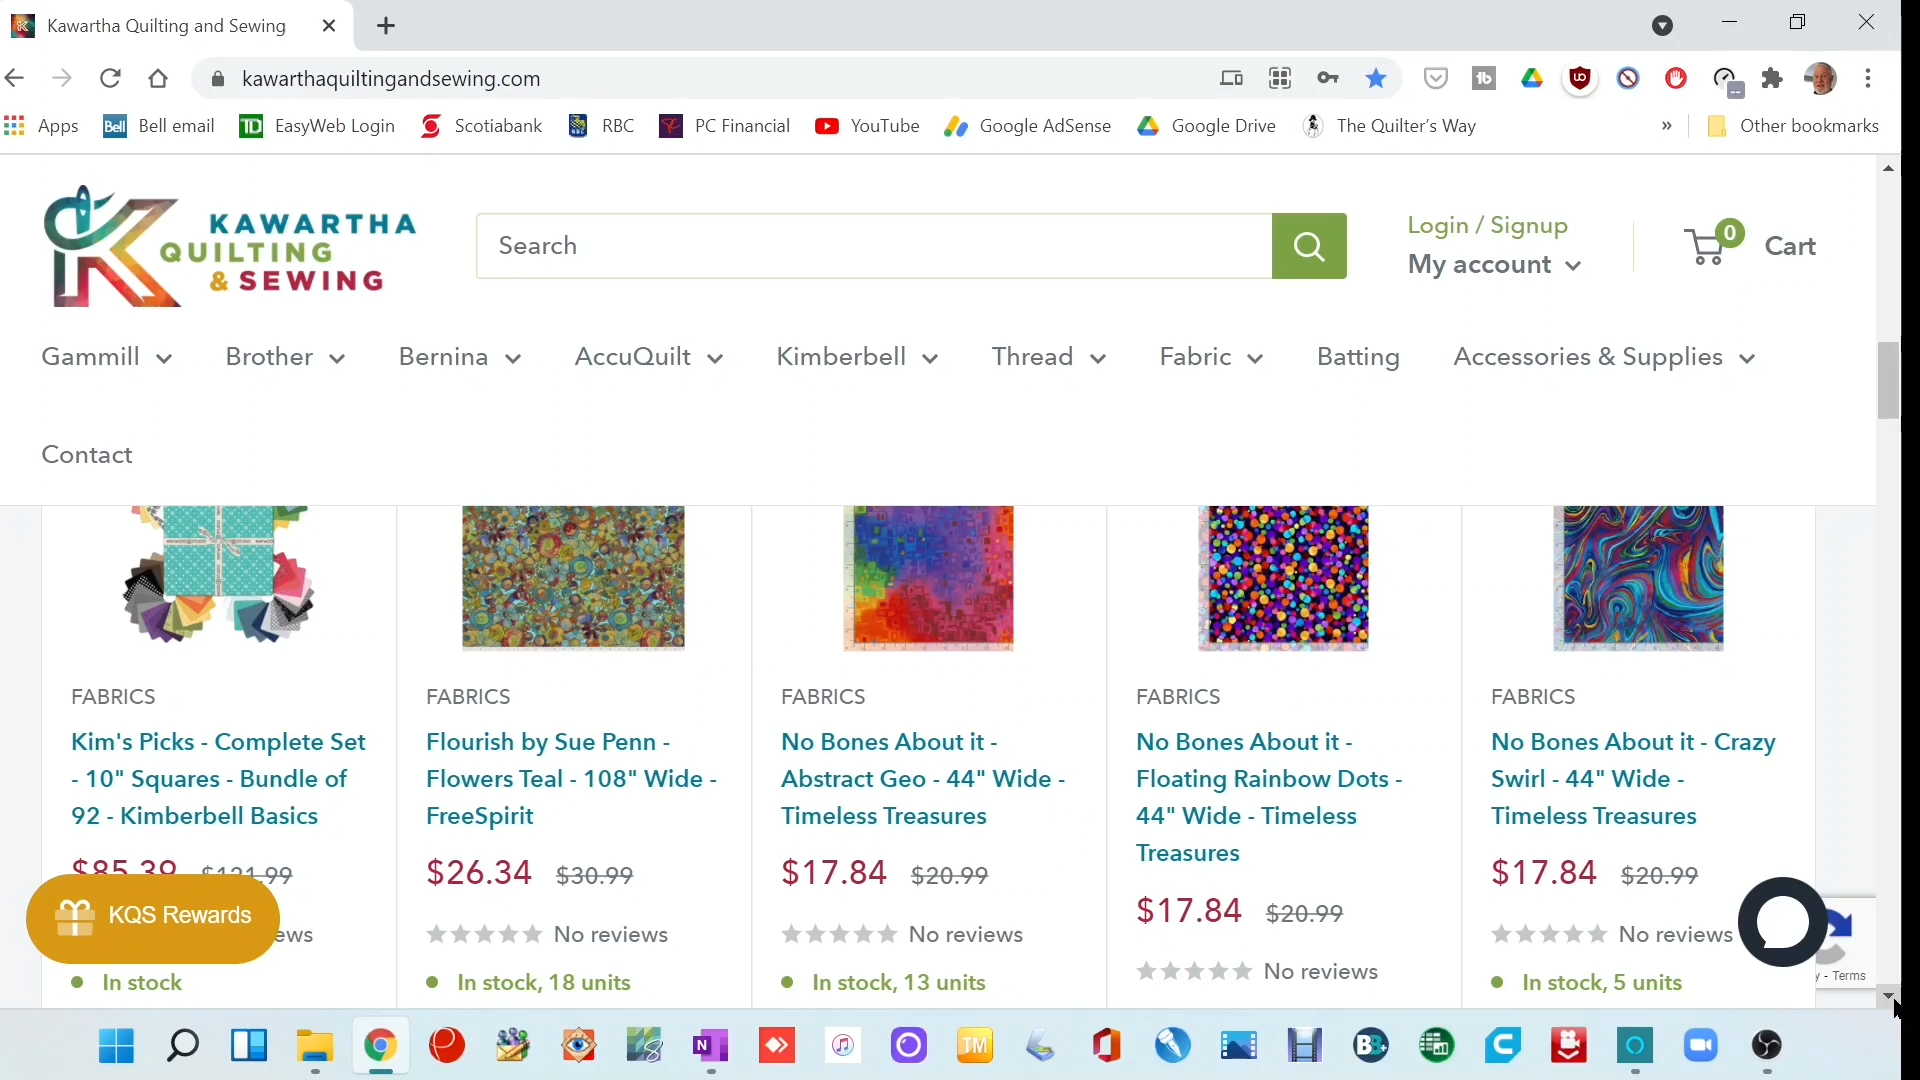 Kawartha Quilting and Sewing
kawarthaquiltingandsewing.com
Apps
Bell
Bell email
TD
EasyWeb Login
Scotiabank
RBC
PC Financial
YouTube
Google AdSense
Google Drive
The Quilter's Way
»
Other bookmarks
KAWARTHA
QUILTING
& SEWING
Search
Login / Signup
My account
0
Cart
Gammill
Brother
Bernina
AccuQuilt
Kimberbell
Thread
Fabric
Batting
Accessories & Supplies
Contact
FABRICS
Kim's Picks - Complete Set
- 10" Squares - Bundle of
92 - Kimberbell Basics
$85.39 $121.99
KQS Rewards
ews
In stock
FABRICS
Flourish by Sue Penn -
Flowers Teal - 108" Wide -
FreeSpirit
$26.34 $30.99
No reviews
In stock, 18 units
FABRICS
No Bones About it -
Abstract Geo - 44" Wide -
Timeless Treasures
$17.84 $20.99
No reviews
In stock, 13 units
FABRICS
No Bones About it -
Floating Rainbow Dots -
44" Wide - Timeless
Treasures
$17.84 $20.99
No reviews
FABRICS
No Bones About it - Crazy
Swirl - 44" Wide -
Timeless Treasures
$17.84 $20.99
No reviews
In stock, 5 units
y - Terms
N
TM